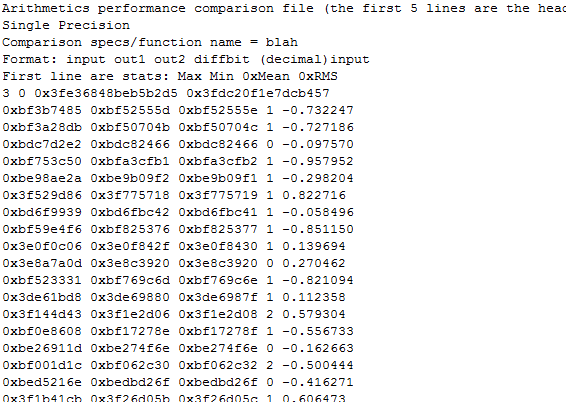 Arithmetics performance comparison file (the first 5 lines are the
Single Precision
Comparison specs/function name = blah
Format: input out1 out2 diffbit (decimal)input
First line are stats: Max Min 0xMean 0xRMS
3 0 0x3fe36848beb5b2d5 0x3fdc20f1e7dcb457
0xbf3b7485 0xbf52555d 0xbf52555e 1 -0.732247
0xbf3a28db 0xbf50704b 0xbf50704c 1 -0.727186
0xbdc7d2e2 0xbdc82466 0xbdc82466 0 -0.097570
0xbf753c50 0xbfa3cfb1 0xbfa3cfb2 1 -0.957952
0xbe98ae2a 0xbe9b09f2 0xbe9b09f1 1 -0.298204
0x3f529d86 0x3f775718 0x3f775719 1 0.822716
0xbd6f9939 0xbd6fbc42 0xbd6fbc41 1 -0.058496
0xbf59e4f6 0xbf825376 0xbf825377 1 -0.851150
0x3e0f0c06 0x3e0f842f 0x3e0f8430 1 0.139694
0x3e8a7a0d 0x3e8c3920 0x3e8c3920 0 0.270462
0xbf523331 0xbf769c6d 0xbf769c6e 1 -0.821094
0x3de61bd8 0x3de69880 0x3de6987f 1 0.112358
0x3f144d43 0x3f1e2d06 0x3f1e2d08 2 0.579304
0xbf0e8608 0xbf17278e 0xbf17278f 1 -0.556733
0xbe26911d 0xbe274f6e 0xbe274f6e 0 -0.162663
0xbf001d1c 0xbf062c30 0xbf062c32 2 -0.500444
0xbed5216e 0xbedbd26f 0xbedbd26f 0 -0.416271
0x3f1b41cb 0x3f26d05b 0x3f26d05c 1 0.606473